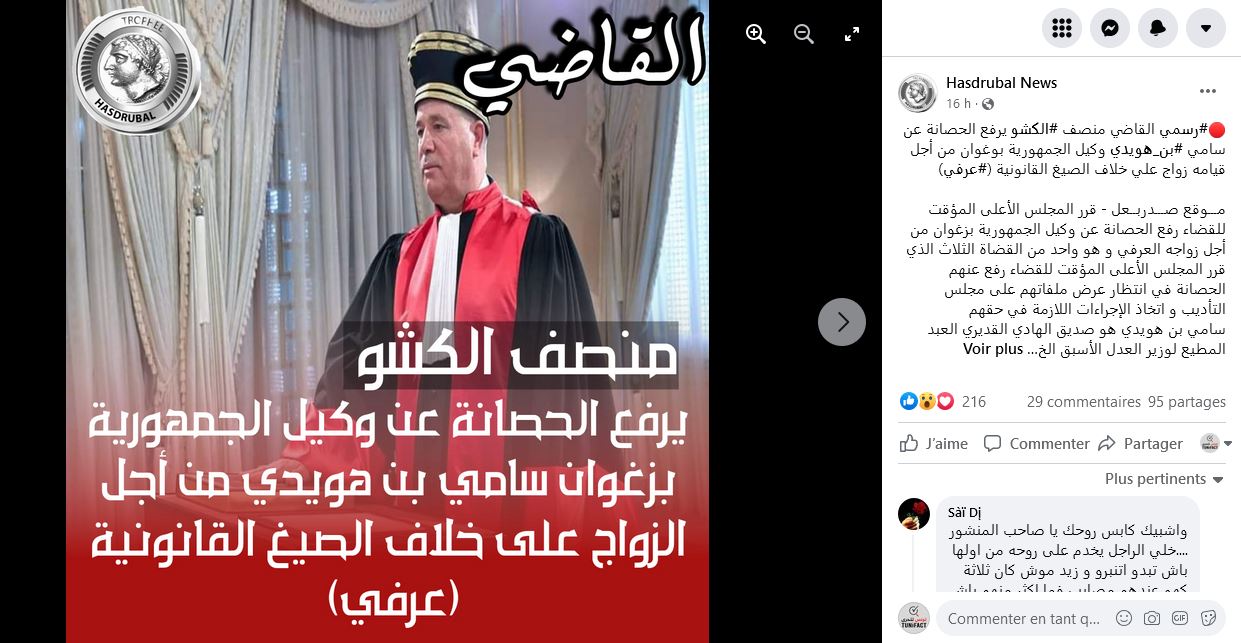 TROPHEE
HASDRUBAL
القاضي
منصف الكشو
يرفع الحصانة عن وكيل الجمهورية
بزغوان سامي بن هويدي من أجل
الزواج على خلاف الصيغ القانونية
(عرفي)
Hasdrubal News
16 h ·
🔴#رسمي القاضي منصف #الكشو يرفع الحصانة عن
سامي #بن_هويدي وكيل الجمهورية بوغوان من أجل
قيامه زواج علي خلاف الصيغ القانونية (#عرفي)
مـــوقع صـــدربــعل - قرر المجلس الأعلى المؤقت
للقضاء رفع الحصانة عن وكيل الجمهورية بزغوان من
أجل زواجه العرفي و هو واحد من القضاة الثلاث الذي
قرر المجلس الأعلى المؤقت للقضاء رفع عنهم
الحصانة في انتظار عرض ملفاتهم على مجلس
التأديب و اتخاذ الإجراءات اللازمة في حقهم
سامي بن هويدي هو صديق الهادي القديري العبد
المطيع لوزير العدل الأسبق الخ... Voir plus
216 29 commentaires 95 partages
J'aime Commenter Partager
Plus pertinents
Sàï Dị
واشبيك كابس روحك يا صاحب المنشور
....خلي الراجل يخدم على روحه من اولها
باش تبدو اتنبرو و زيد موش كان ثلاثة
TUNIFACT
Commenter en tant q...
GIF